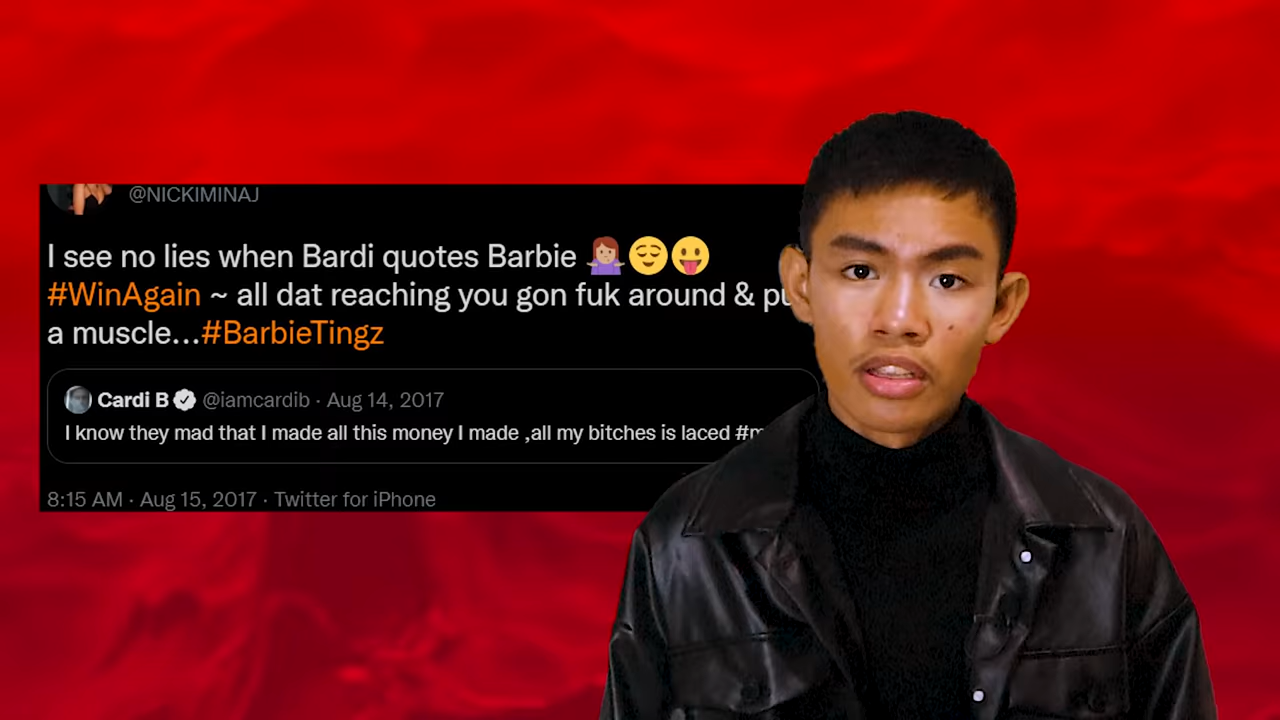 @NICKIMINAJ
I see no lies when Bardi quotes Barbie 🤷🏽‍♀️😌😛
#WinAgain ~ all dat reaching you gon fuk around &
a muscle...#BarbieTingz
Cardi B @iamcardib · Aug 14, 2017
I know they mad that I made all this money I made ,all my bitches is laced
8:15 AM · Aug 15, 2017 · Twitter for iPhone